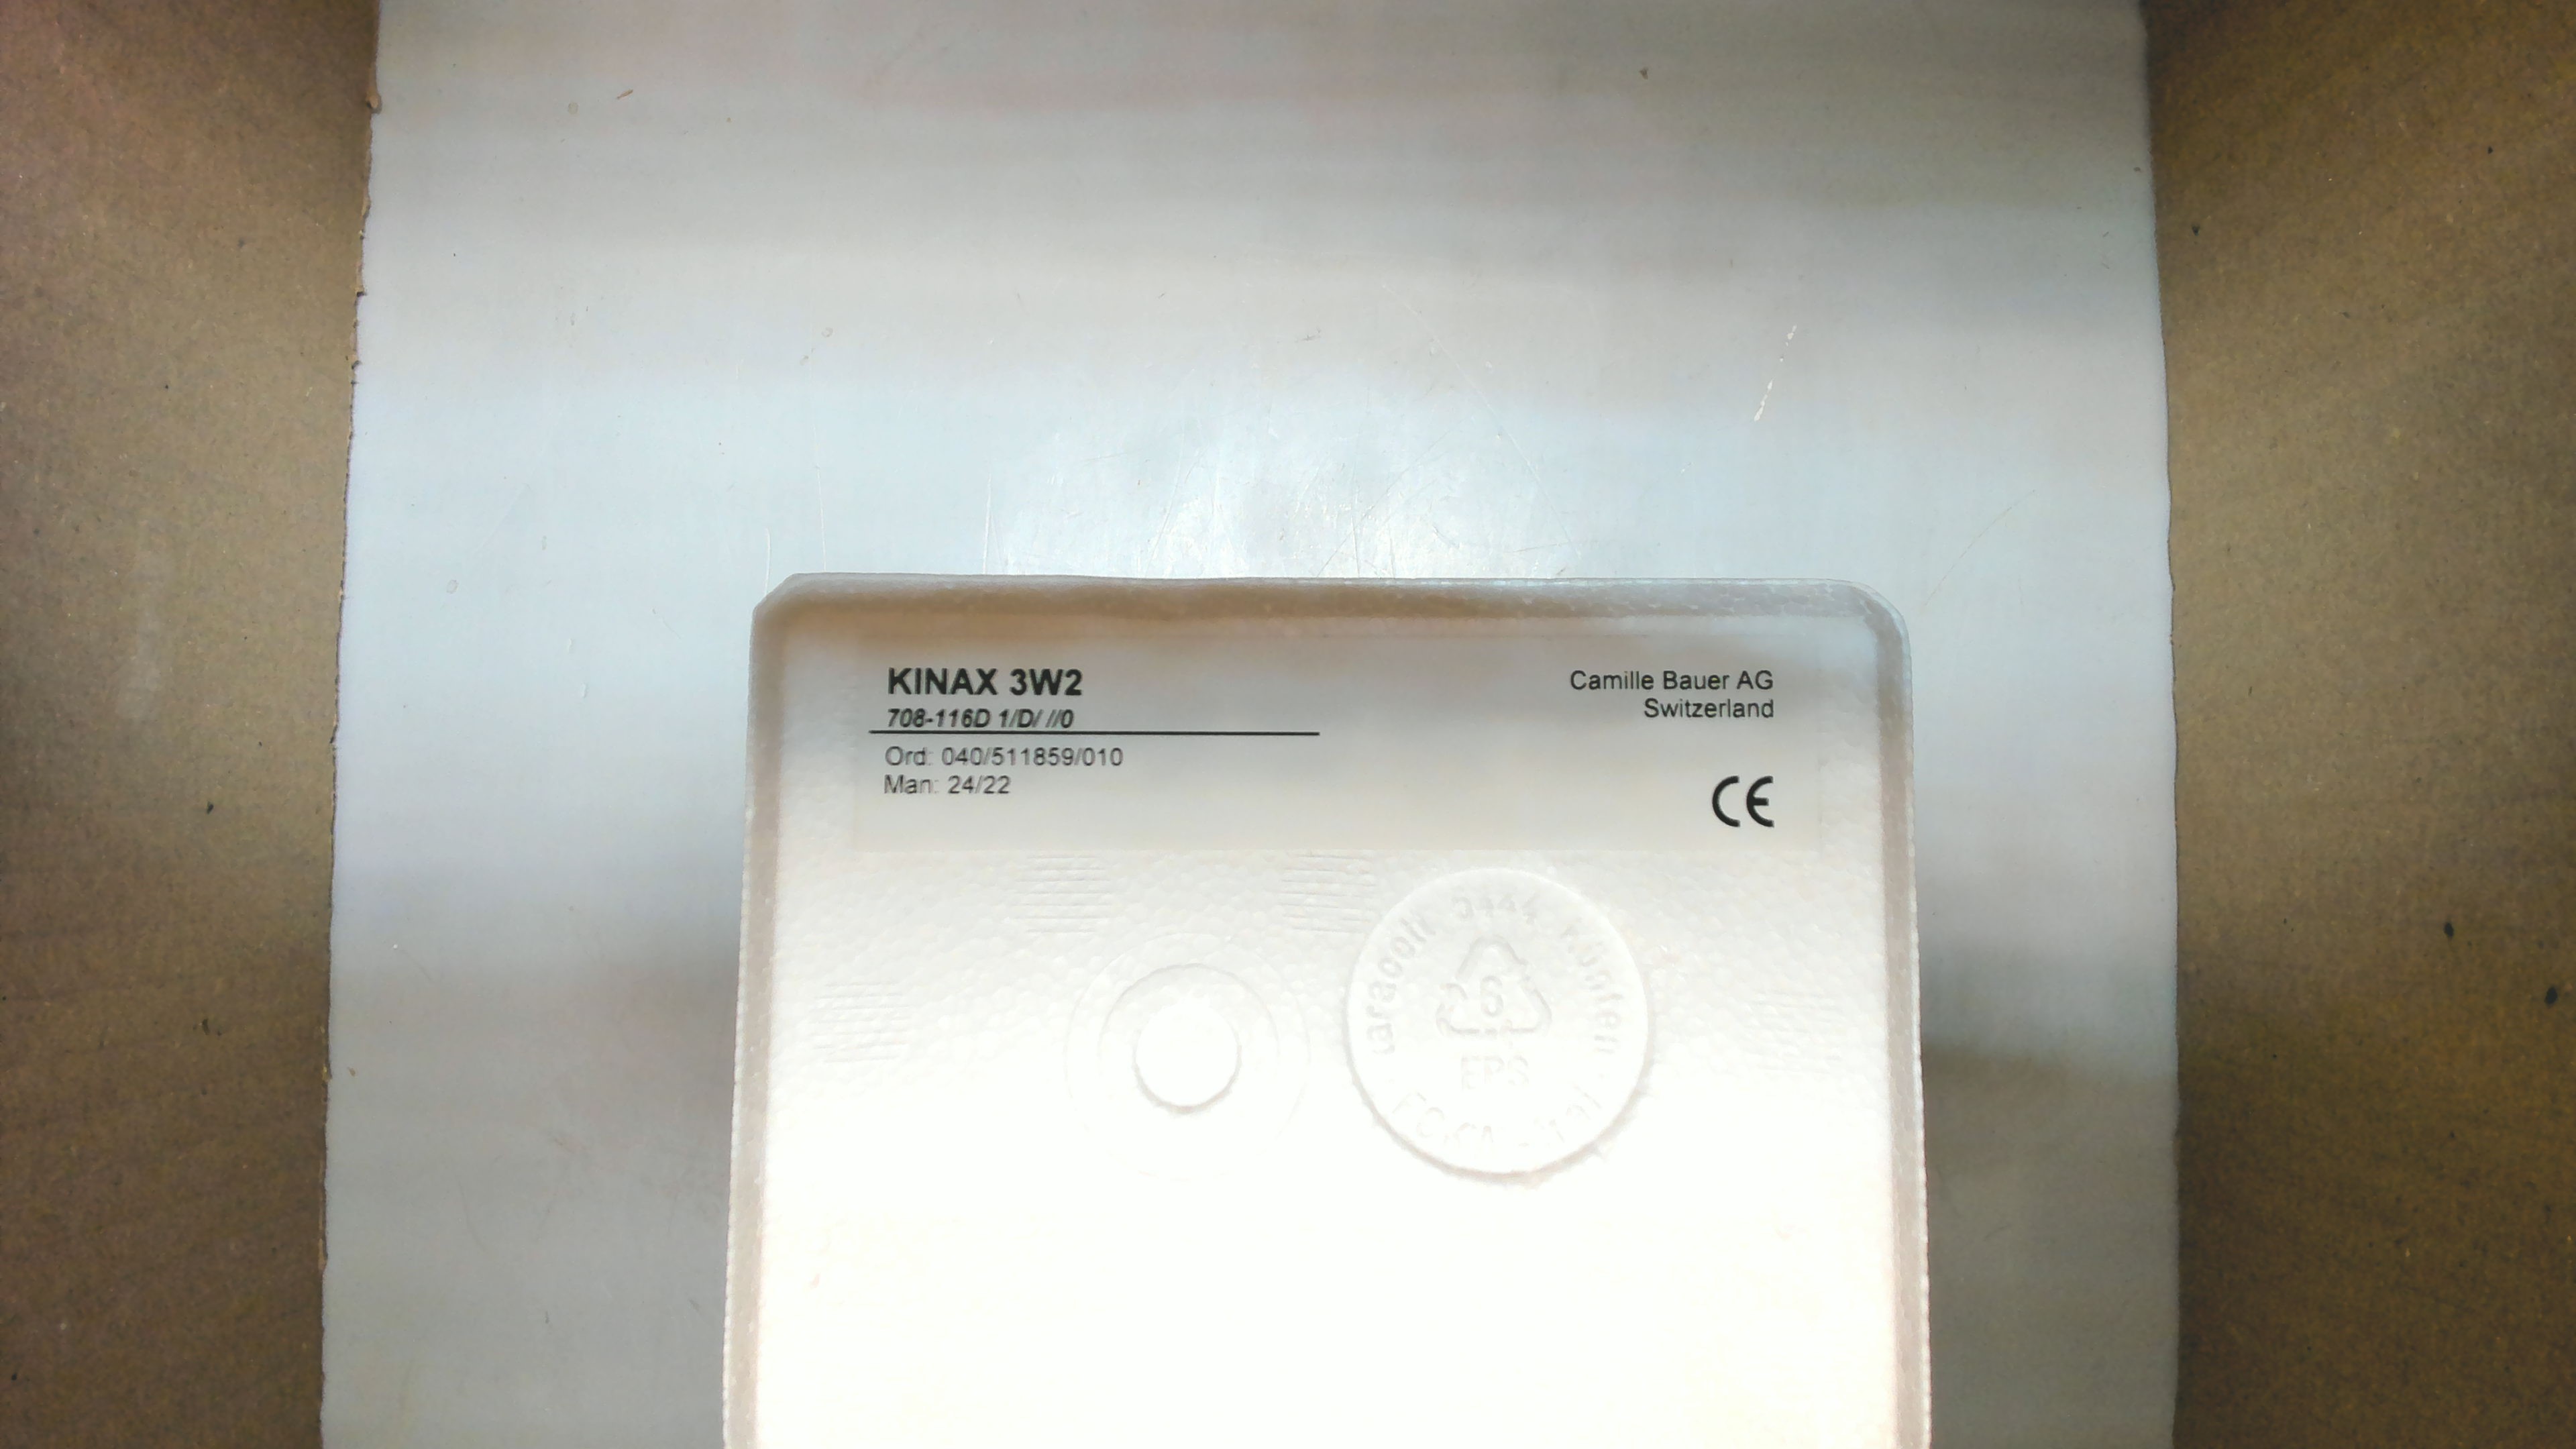 KINAX 3W2
708-116D 1/D/ //0
Ord: 040/511859/010
Man: 24/22
Camille Bauer AG
Switzerland
CE
6
EPS